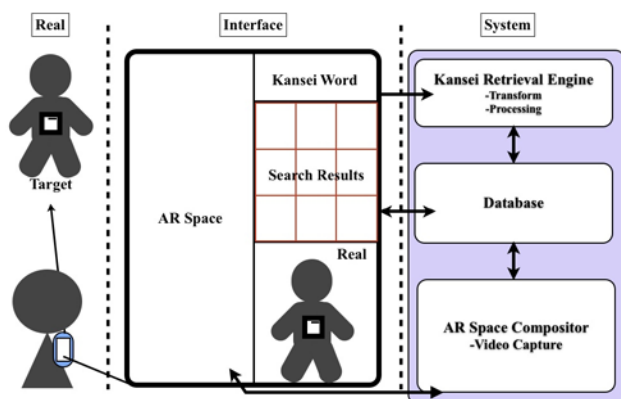 Real
Interface
System
Target
AR Space
Kansei Word
Search Results
Real
Kansei Retrieval Engine
-Transform
-Processing
Database
AR Space Compositor
-Video Capture